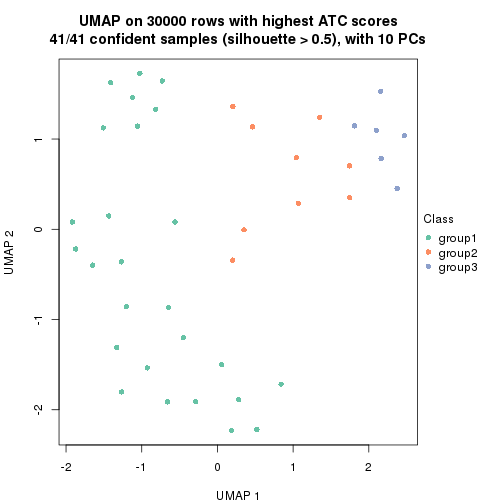 UMAP on 30000 rows with highest ATC scores
41/41 confident samples (silhouette > 0.5), with 10 PCs
UMAP 2
1
0
-1
-2
-2
-1
0
1
2
UMAP 1
Class
group1
group2
group3